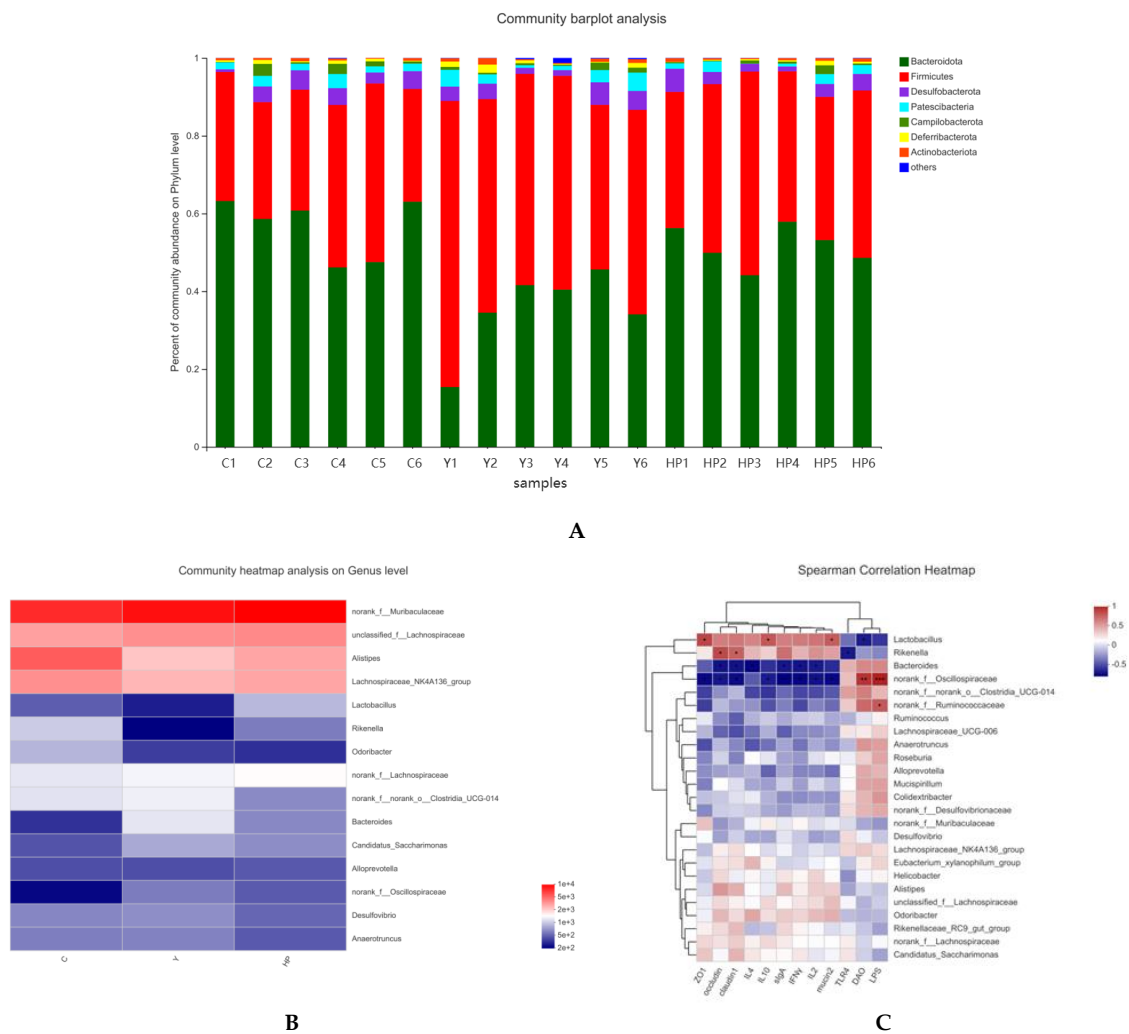 Community barplot analysis
Percent of community abundance on Phylum level
1
0.8
0.6
0.4
0.2
0
C1 C2 C3 C4 C5 C6 Y1 Y2 Y3 Y4 Y5 Y6 HP1 HP2 HP3 HP4 HP5 HP6
samples
Bacteroidota
Firmicutes
Desulfobacterota
Patescibacteria
Campilobacterota
Deferribacterota
Actinobacteriota
others
A
Community heatmap analysis on Genus level
norank_f__Muribaculaceae
unclassified_f__Lachnospiraceae
Alistipes
Lachnospiraceae_NK4A136_group
Lactobacillus
Rikenella
Odoribacter
norank_f__Lachnospiraceae
norank_f__norank_o__Clostridia_UCG-014
Bacteroides
Candidatus_Saccharimonas
Alloprevotella
norank_f__Oscillospiraceae
Desulfovibrio
Anaerotruncus
C Y HP
1e+4
5e+3
2e+3
1e+3
5e+2
2e+2
B
Spearman Correlation Heatmap
Lactobacillus
Rikenella
Bacteroides
norank_f__Oscillospiraceae
norank_f__norank_o__Clostridia_UCG-014
norank_f__Ruminococcaceae
Ruminococcus
Lachnospiraceae_UCG-006
Anaerotruncus
Roseburia
Alloprevotella
Mucispirillum
Colidextribacter
norank_f__Desulfovibrionaceae
norank_f__Muribaculaceae
Desulfovibrio
Lachnospiraceae_NK4A136_group
Eubacterium_xylanophilum_group
Helicobacter
Alistipes
unclassified_f__Lachnospiraceae
Odoribacter
Rikenellaceae_RC9_gut_group
norank_f__Lachnospiraceae
Candidatus_Saccharimonas
ZO1 occludin claudin1 IL4 IL10 sIgA IFNγ IL2 mucin2 TLR4 DAO LPS
1
0.5
0
-0.5
C